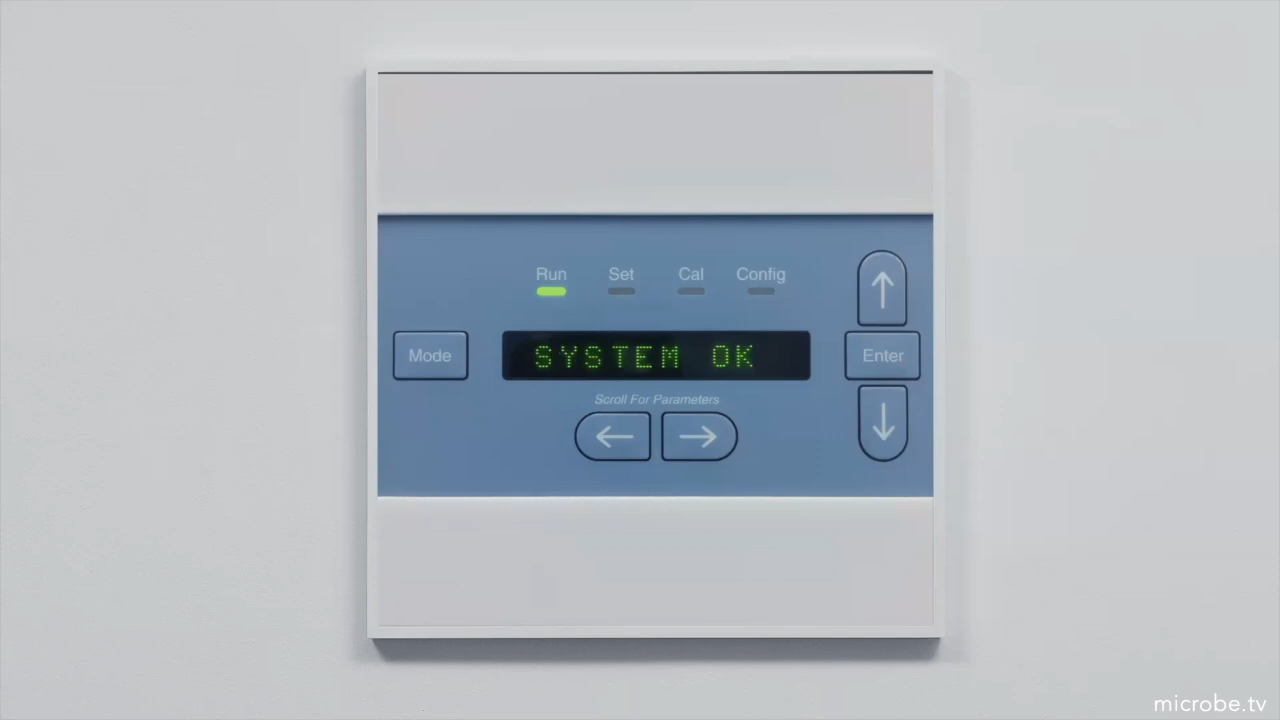 Run Set Cal Config
Mode
SYSTEM OK
Enter
Scroll For Parameters
microbe.tv